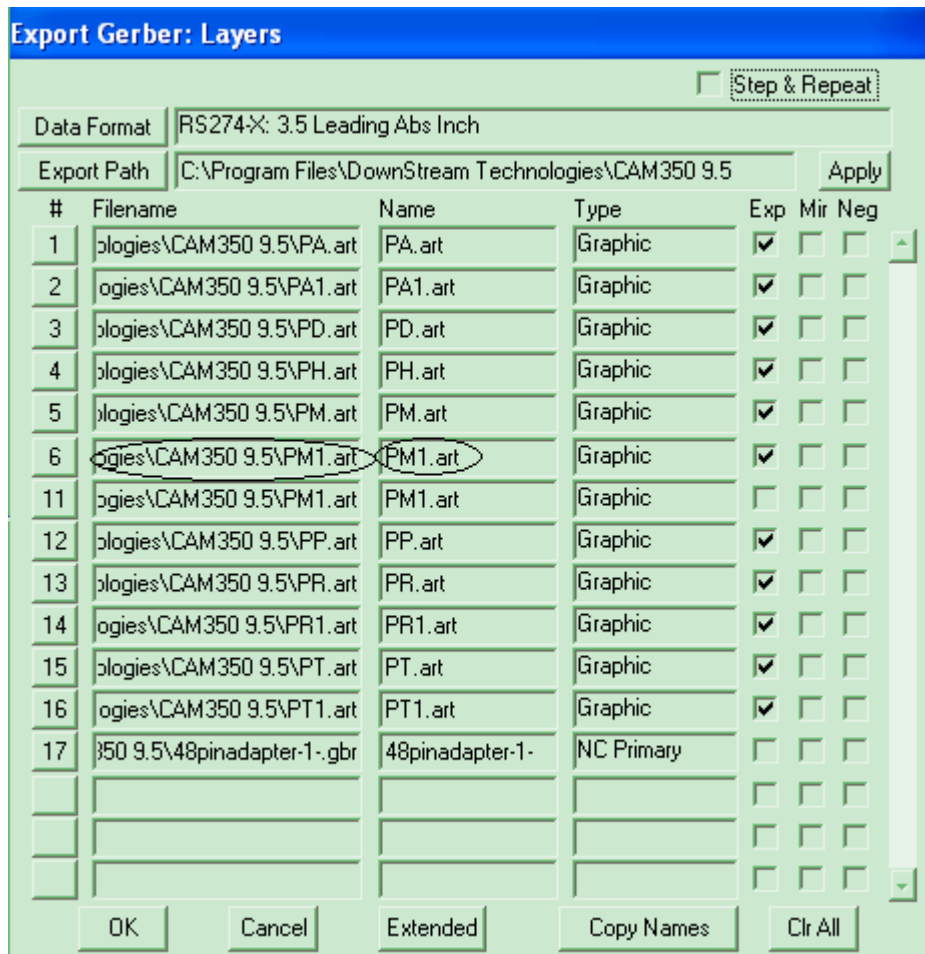 Export Gerber: Layers
Step & Repeat
Data Format RS274-X: 3.5 Leading Abs Inch
Export Path C:\Program Files\DownStream Technologies\CAM350 9.5 Apply
# Filename Name Type Exp Mir Neg
1 ologies\CAM350 9.5\PA.art PA.art Graphic
2 ogies\CAM350 9.5\PA1.art PA1.art Graphic
3 ologies\CAM350 9.5\PD.art PD.art Graphic
4 ologies\CAM350 9.5\PH.art PH.art Graphic
5 ologies\CAM350 9.5\PM.art PM.art Graphic
6 ogies\CAM350 9.5\PM1.art PM1.art Graphic
11 ogies\CAM350 9.5\PM1.art PM1.art Graphic
12 ologies\CAM350 9.5\PP.art PP.art Graphic
13 ologies\CAM350 9.5\PR.art PR.art Graphic
14 ogies\CAM350 9.5\PR1.art PR1.art Graphic
15 ologies\CAM350 9.5\PT.art PT.art Graphic
16 ogies\CAM350 9.5\PT1.art PT1.art Graphic
17 350 9.5\48pinadapter-1-.gbr 48pinadapter-1- NC Primary
OK Cancel Extended Copy Names Clr All